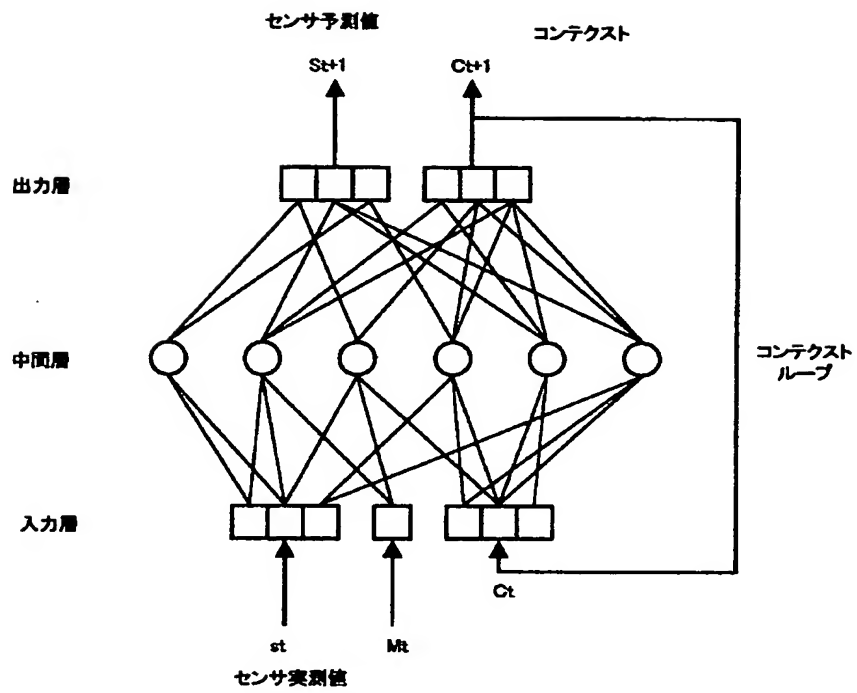 センサ予測値
コンテクスト
St+1
Ct+1
出力層
中間層
コンテクスト
ループ
入力層
Ct
st
Mt
センサ実測値